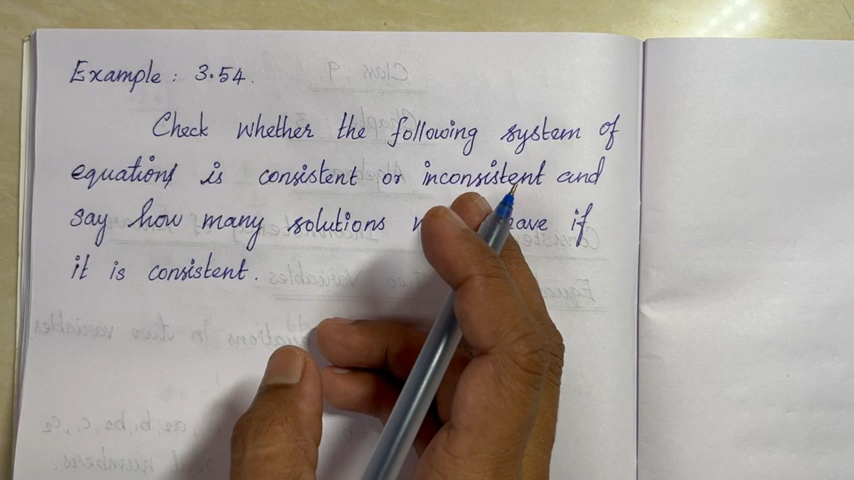 Example : 3.54.
Check whether the following system of
equations is consistent or inconsistent and
say how many solutions if
it is consistent.